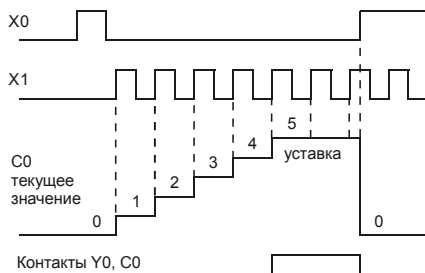 X0
X1
5
4
уставка
3
C0
текущее
значение
2
1
0
0
Контакты Y0, C0